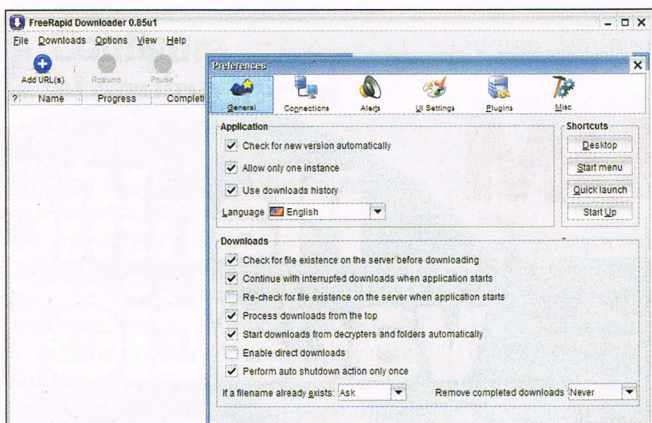 FreeRapid Downloader 0.85u1
File Downloads Options View Help
Add URL(s) Resume Pause
? Name Progress Completi
Preferences
General Connections Alerts UI Settings Plugins Misc
Application
Check for new version automatically
Allow only one instance
Use downloads history
Language English
Shortcuts
Desktop
Start menu
Quick launch
Start Up
Downloads
Check for file existence on the server before downloading
Continue with interrupted downloads when application starts
Re-check for file existence on the server when application starts
Process downloads from the top
Start downloads from decrypters and folders automatically
Enable direct downloads
Perform auto shutdown action only once
If a filename already exists: Ask Remove completed downloads Never